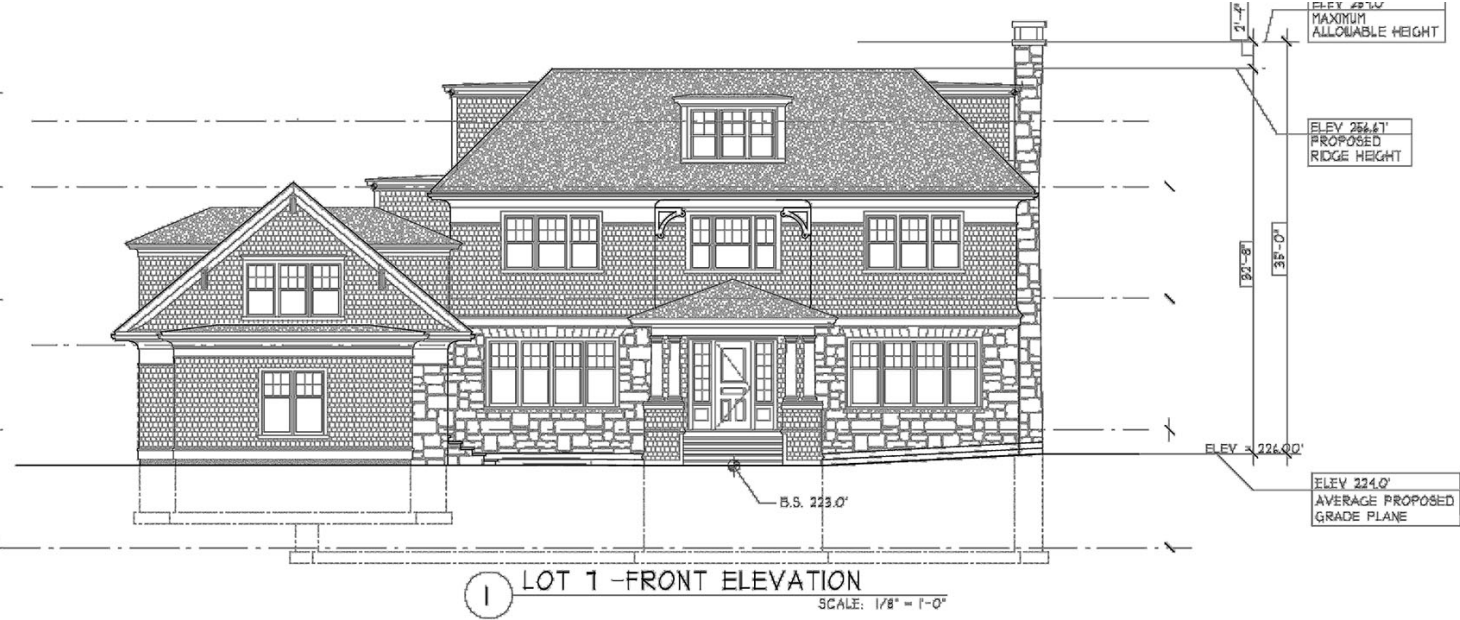 2'-4"
MAXIMUM
ALLOWABLE HEIGHT
ELEV 256.67'
PROPOSED
RIDGE HEIGHT
32'-8"
35'-0"
ELEV = 226.00'
ELEV 224.0'
AVERAGE PROPOSED
GRADE PLANE
B.S. 223.0'
1 LOT 1 -FRONT ELEVATION
SCALE: 1/8" = 1'-0"